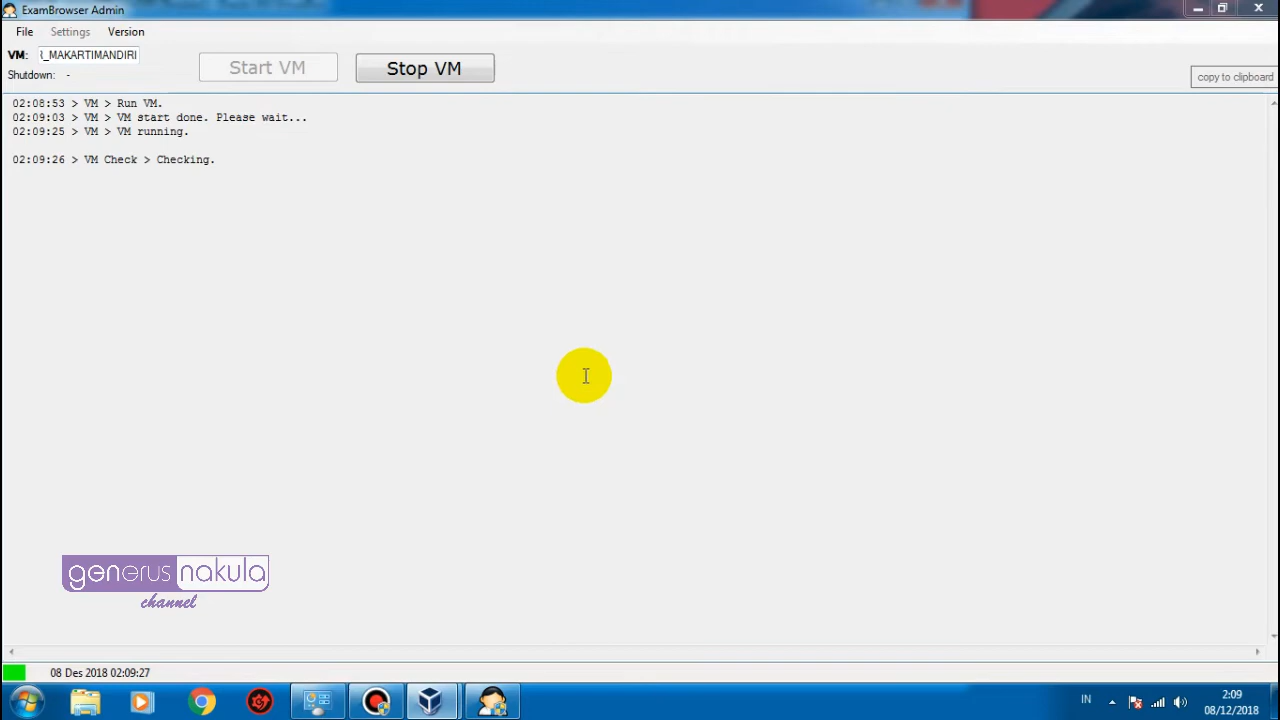 ExamBrowser Admin
File Settings Version
VM: _MAKARTIMANDIRI
Start VM
Stop VM
Shutdown: -
copy to clipboard
02:08:53 > VM > Run VM.
02:09:03 > VM > VM start done. Please wait...
02:09:25 > VM > VM running.
02:09:26 > VM Check > Checking.
generus nakula
channel
08 Des 2018 02:09:27
IN
2:09
08/12/2018